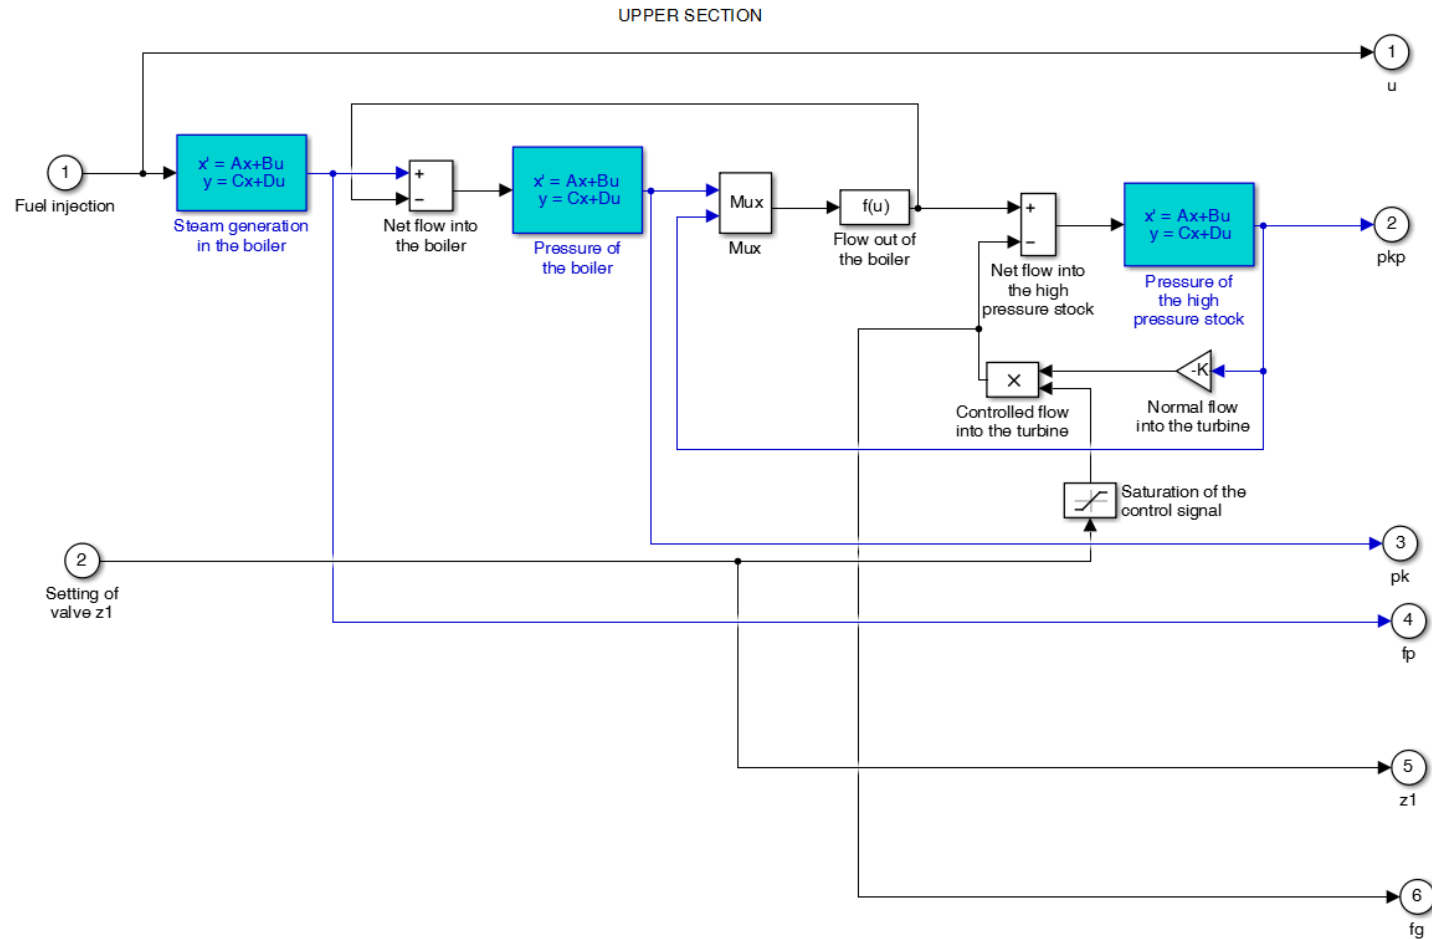 UPPER SECTION
1
u
1
Fuel injection
x' = Ax+Bu
y = Cx+Du
Steam generation
in the boiler
+
−
Net flow into
the boiler
x' = Ax+Bu
y = Cx+Du
Pressure of
the boiler
Mux
Mux
f(u)
Flow out of
the boiler
+
−
Net flow into
the high
pressure stock
x' = Ax+Bu
y = Cx+Du
Pressure of
the high
pressure stock
2
pkp
×
Controlled flow
into the turbine
-K
Normal flow
into the turbine
Saturation of the
control signal
2
Setting of
valve z1
3
pk
4
fp
5
z1
6
fg